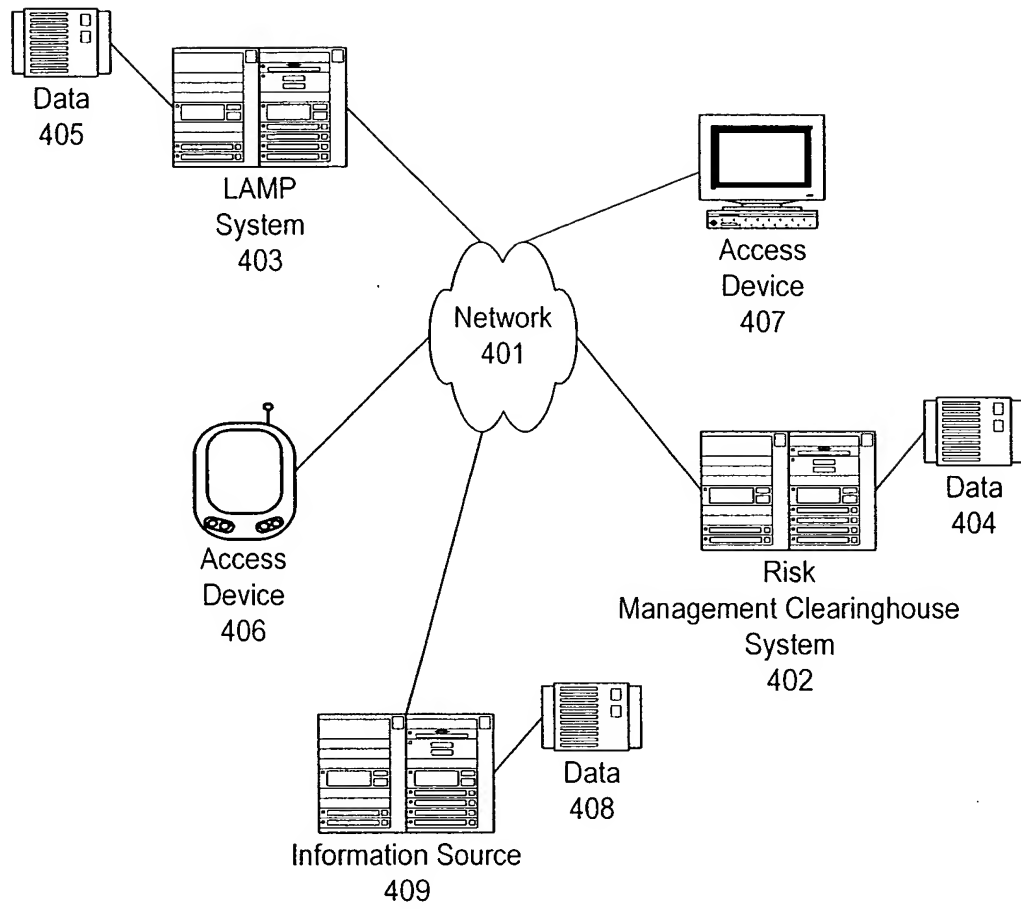 Data
405
LAMP
System
403
Access
Device
407
Network
401
Access
Device
406
Data
404
Risk
Management Clearinghouse
System
402
Data
408
Information Source
409